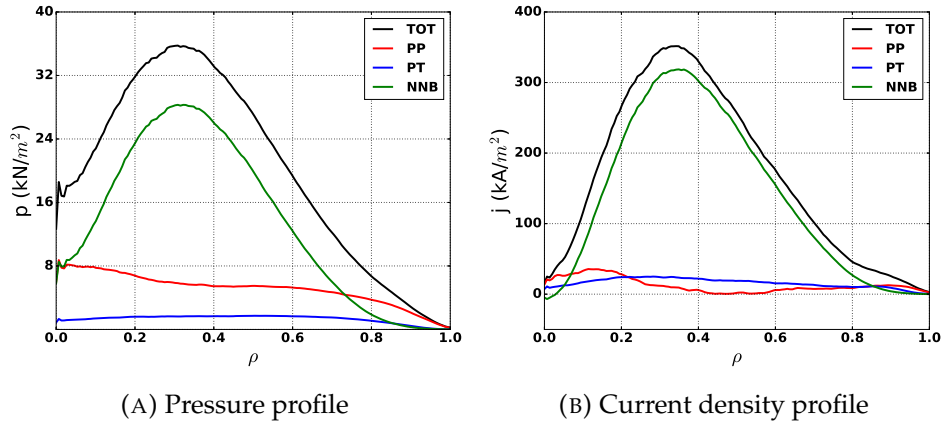 40
32
24
16
8
0
p (kN/m²)
0.0 0.2 0.4 0.6 0.8 1.0
ρ
TOT
PP
PT
NNB
(A) Pressure profile
400
300
200
100
0
j (kA/m²)
0.0 0.2 0.4 0.6 0.8 1.0
ρ
TOT
PP
PT
NNB
(B) Current density profile